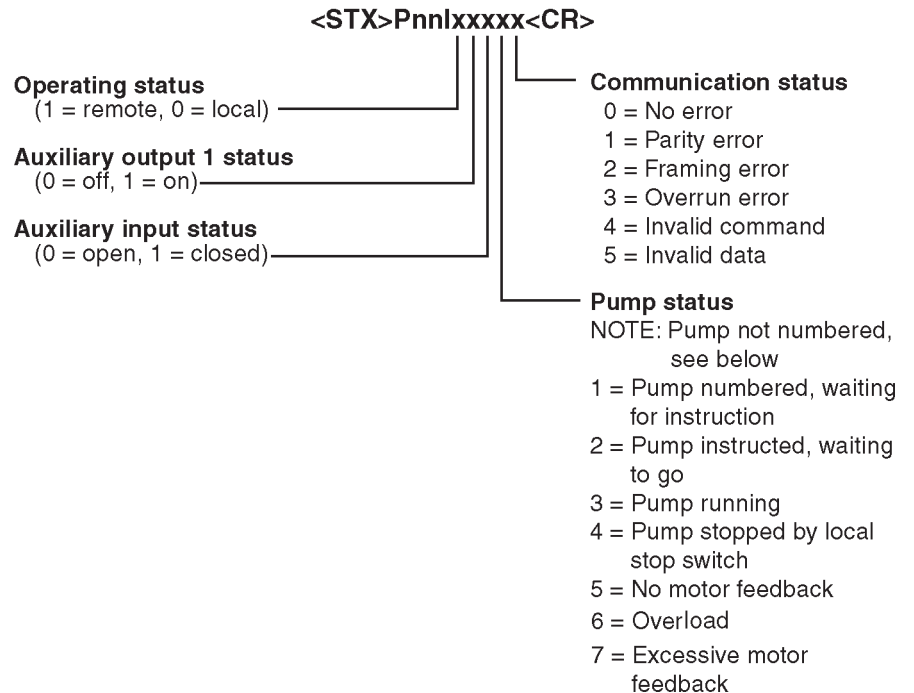 <STX>PnnIxxxxx<CR>
Operating status
(1 = remote, 0 = local)
Auxiliary output 1 status
(0 = off, 1 = on)
Auxiliary input status
(0 = open, 1 = closed)
Communication status
0 = No error
1 = Parity error
2 = Framing error
3 = Overrun error
4 = Invalid command
5 = Invalid data
Pump status
NOTE: Pump not numbered,
see below
1 = Pump numbered, waiting
for instruction
2 = Pump instructed, waiting
to go
3 = Pump running
4 = Pump stopped by local
stop switch
5 = No motor feedback
6 = Overload
7 = Excessive motor
feedback